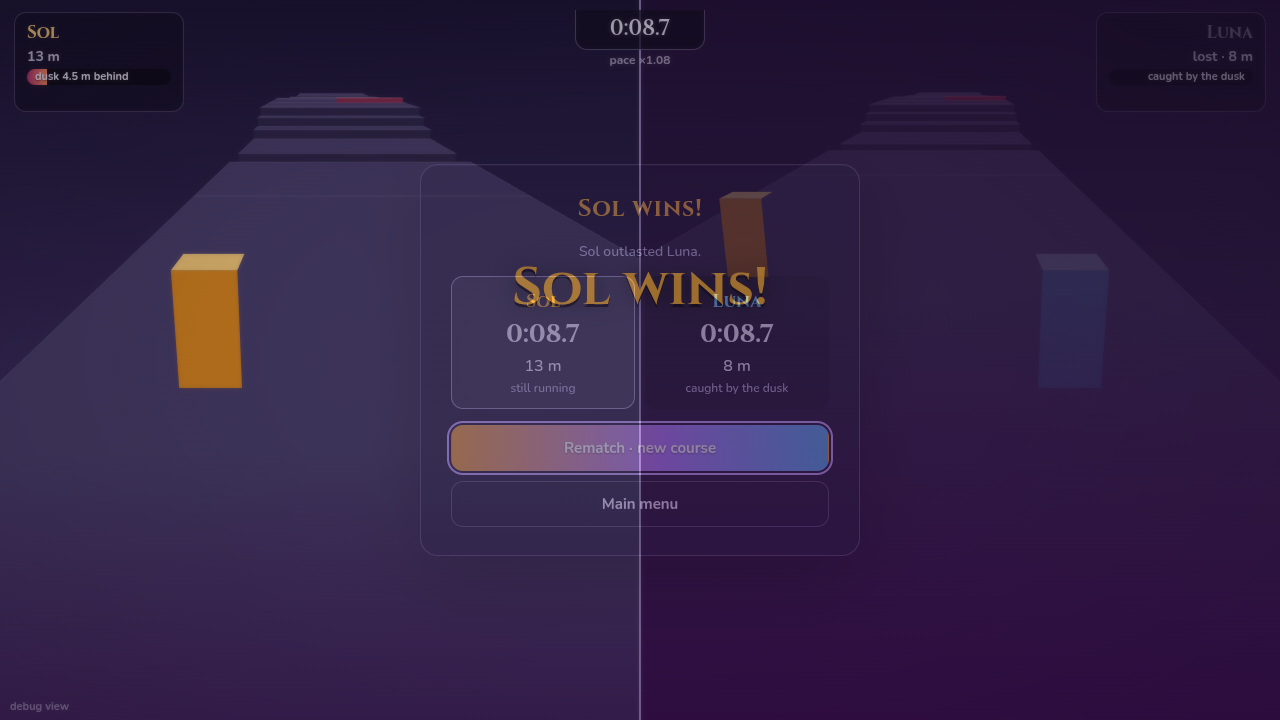 Sol
13 m
dusk 4.5 m behind
0:08.7
pace ×1.08
Luna
lost · 8 m
caught by the dusk
Sol wins!
Sol outlasted Luna.
Sol wins!
Sol
0:08.7
13 m
still running
Luna
0:08.7
8 m
caught by the dusk
Rematch · new course
Main menu
debug view